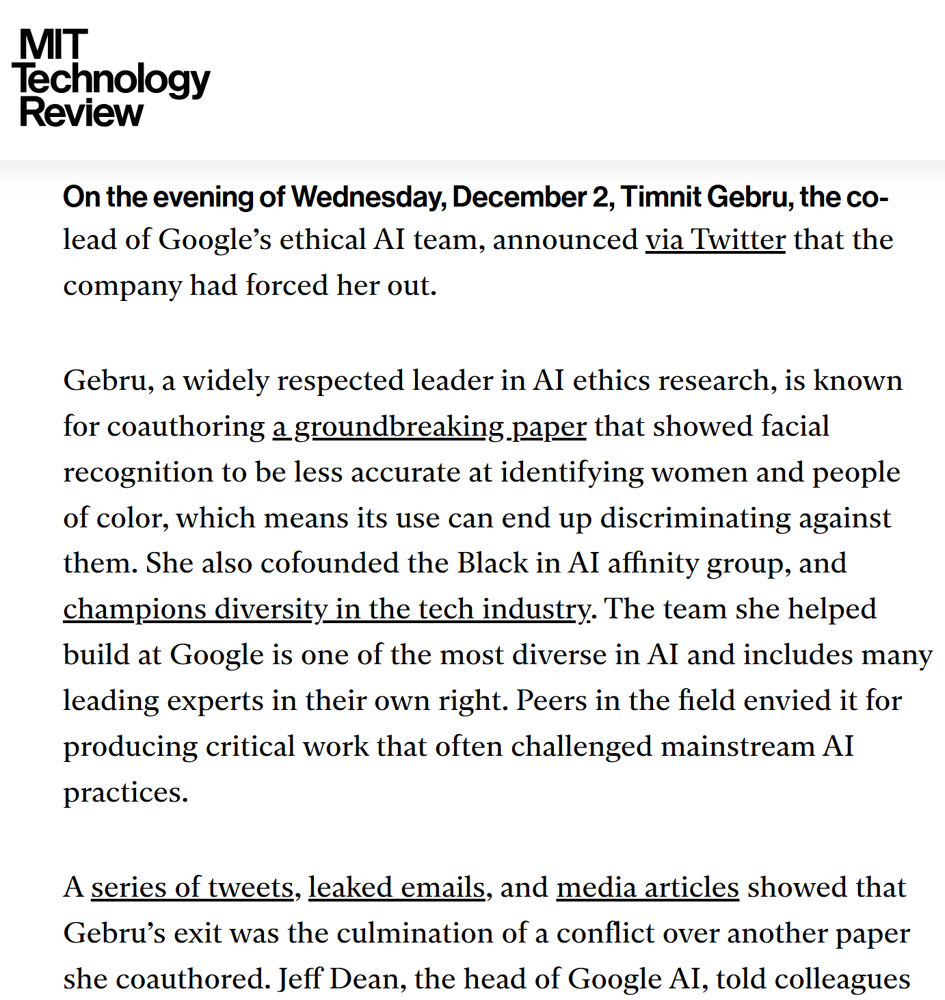 MIT
Technology
Review
On the evening of Wednesday, December 2, Timnit Gebru, the co-
lead of Google’s ethical AI team, announced via Twitter that the
company had forced her out.
Gebru, a widely respected leader in AI ethics research, is known
for coauthoring a groundbreaking paper that showed facial
recognition to be less accurate at identifying women and people
of color, which means its use can end up discriminating against
them. She also cofounded the Black in AI affinity group, and
champions diversity in the tech industry. The team she helped
build at Google is one of the most diverse in AI and includes many
leading experts in their own right. Peers in the field envied it for
producing critical work that often challenged mainstream AI
practices.
A series of tweets, leaked emails, and media articles showed that
Gebru’s exit was the culmination of a conflict over another paper
she coauthored. Jeff Dean, the head of Google AI, told colleagues